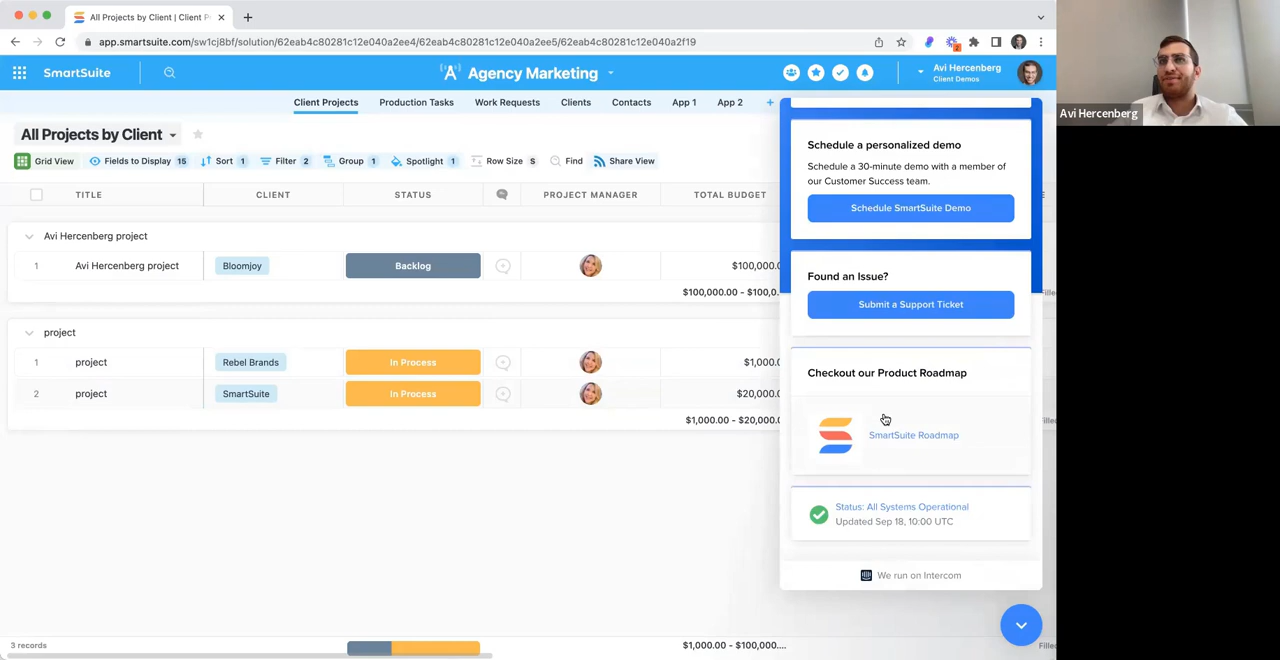 All Projects by Client | Client P
app.smartsuite.com/sw1cj8bf/solution/62eab4c80281c12e040a2ee4/62eab4c80281c12e040a2ee5/62eab4c80281c12e040a2f19
2
SmartSuite
Agency Marketing
Avi Hercenberg
Client Demos
Client Projects Production Tasks Work Requests Clients Contacts App 1 App 2 +
All Projects by Client
Grid View Fields to Display 15 Sort 1 Filter 2 Group 1 Spotlight 1 Row Size S Find Share View
TITLE CLIENT STATUS PROJECT MANAGER TOTAL BUDGET
Avi Hercenberg project
1 Avi Hercenberg project Bloomjoy Backlog $100,000.0
$100,000.00 - $100,0...
project
1 project Rebel Brands In Process $1,000.0
2 project SmartSuite In Process $20,000.0
$1,000.00 - $20,000.0
3 records
$1,000.00 - $100,000....
Schedule a personalized demo
Schedule a 30-minute demo with a member of
our Customer Success team.
Schedule SmartSuite Demo
Found an Issue?
Submit a Support Ticket
Checkout our Product Roadmap
SmartSuite Roadmap
Status: All Systems Operational
Updated Sep 18, 10:00 UTC
We run on Intercom
Avi Hercenberg